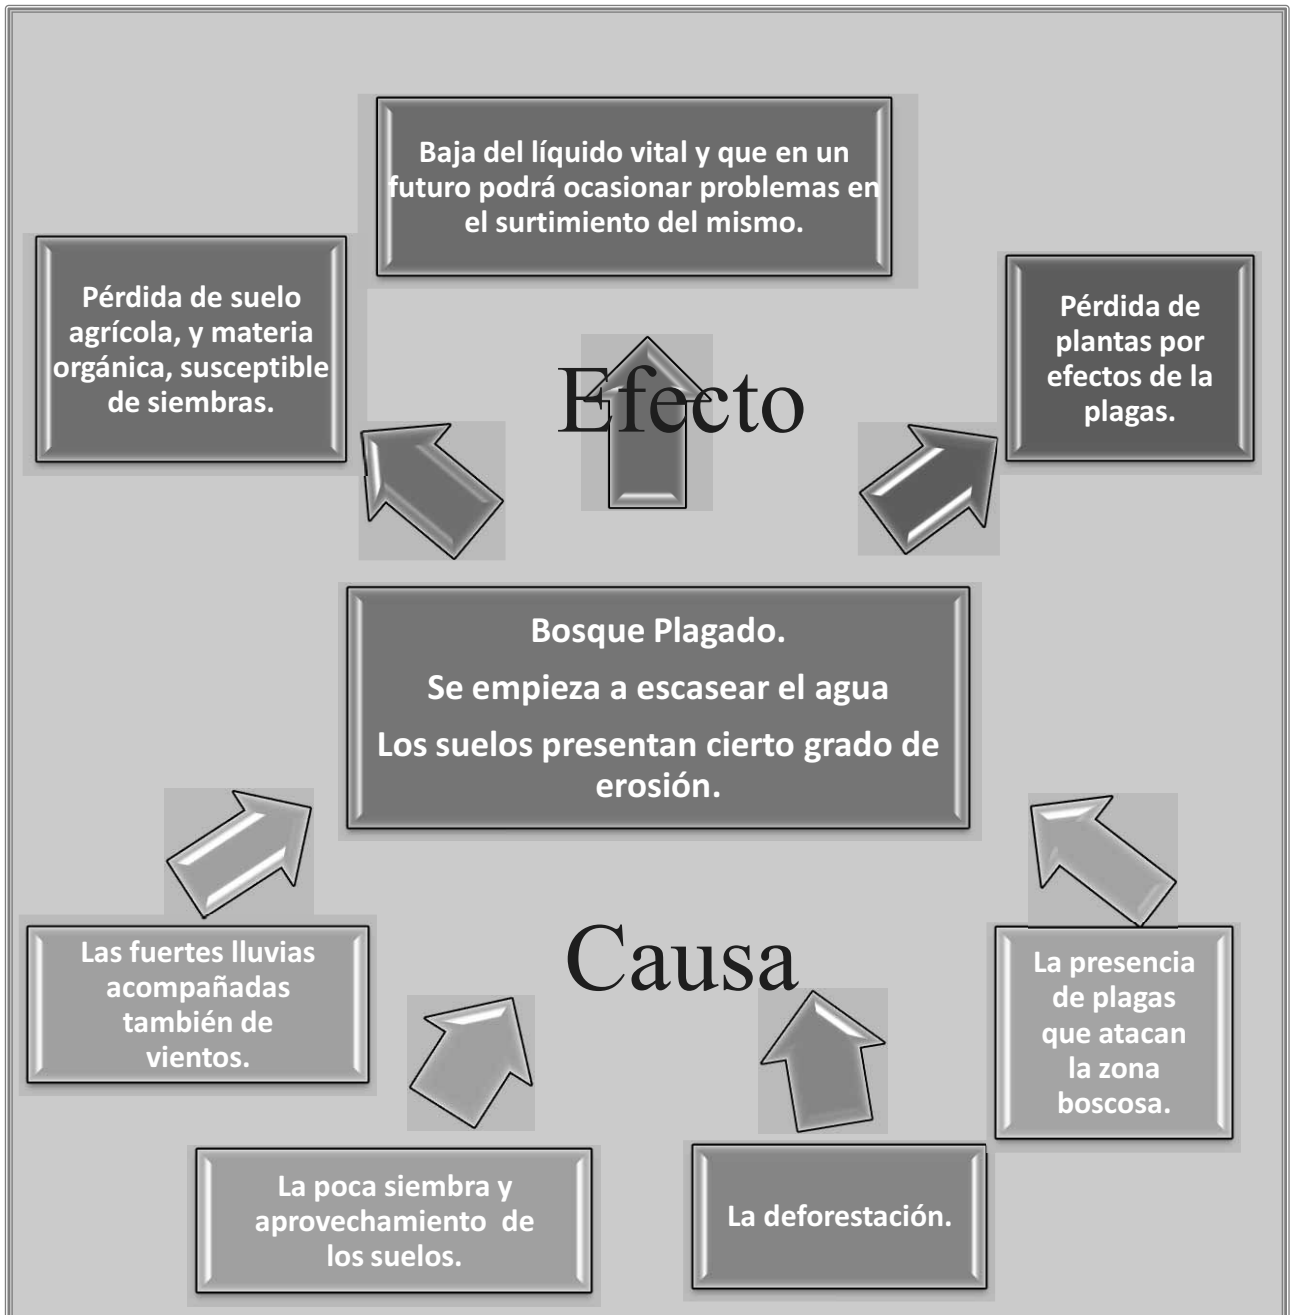 Baja del líquido vital y que en un
futuro podrá ocasionar problemas en
el surtimiento del mismo.
Pérdida de suelo
agrícola, y materia
orgánica, susceptible
de siembras.
Pérdida de
plantas por
efectos de la
plagas.
Efecto
Bosque Plagado.
Se empieza a escasear el agua
Los suelos presentan cierto grado de
erosión.
Causa
Las fuertes lluvias
acompañadas
también de
vientos.
La presencia
de plagas
que atacan
la zona
boscosa.
La poca siembra y
aprovechamiento de
los suelos.
La deforestación.